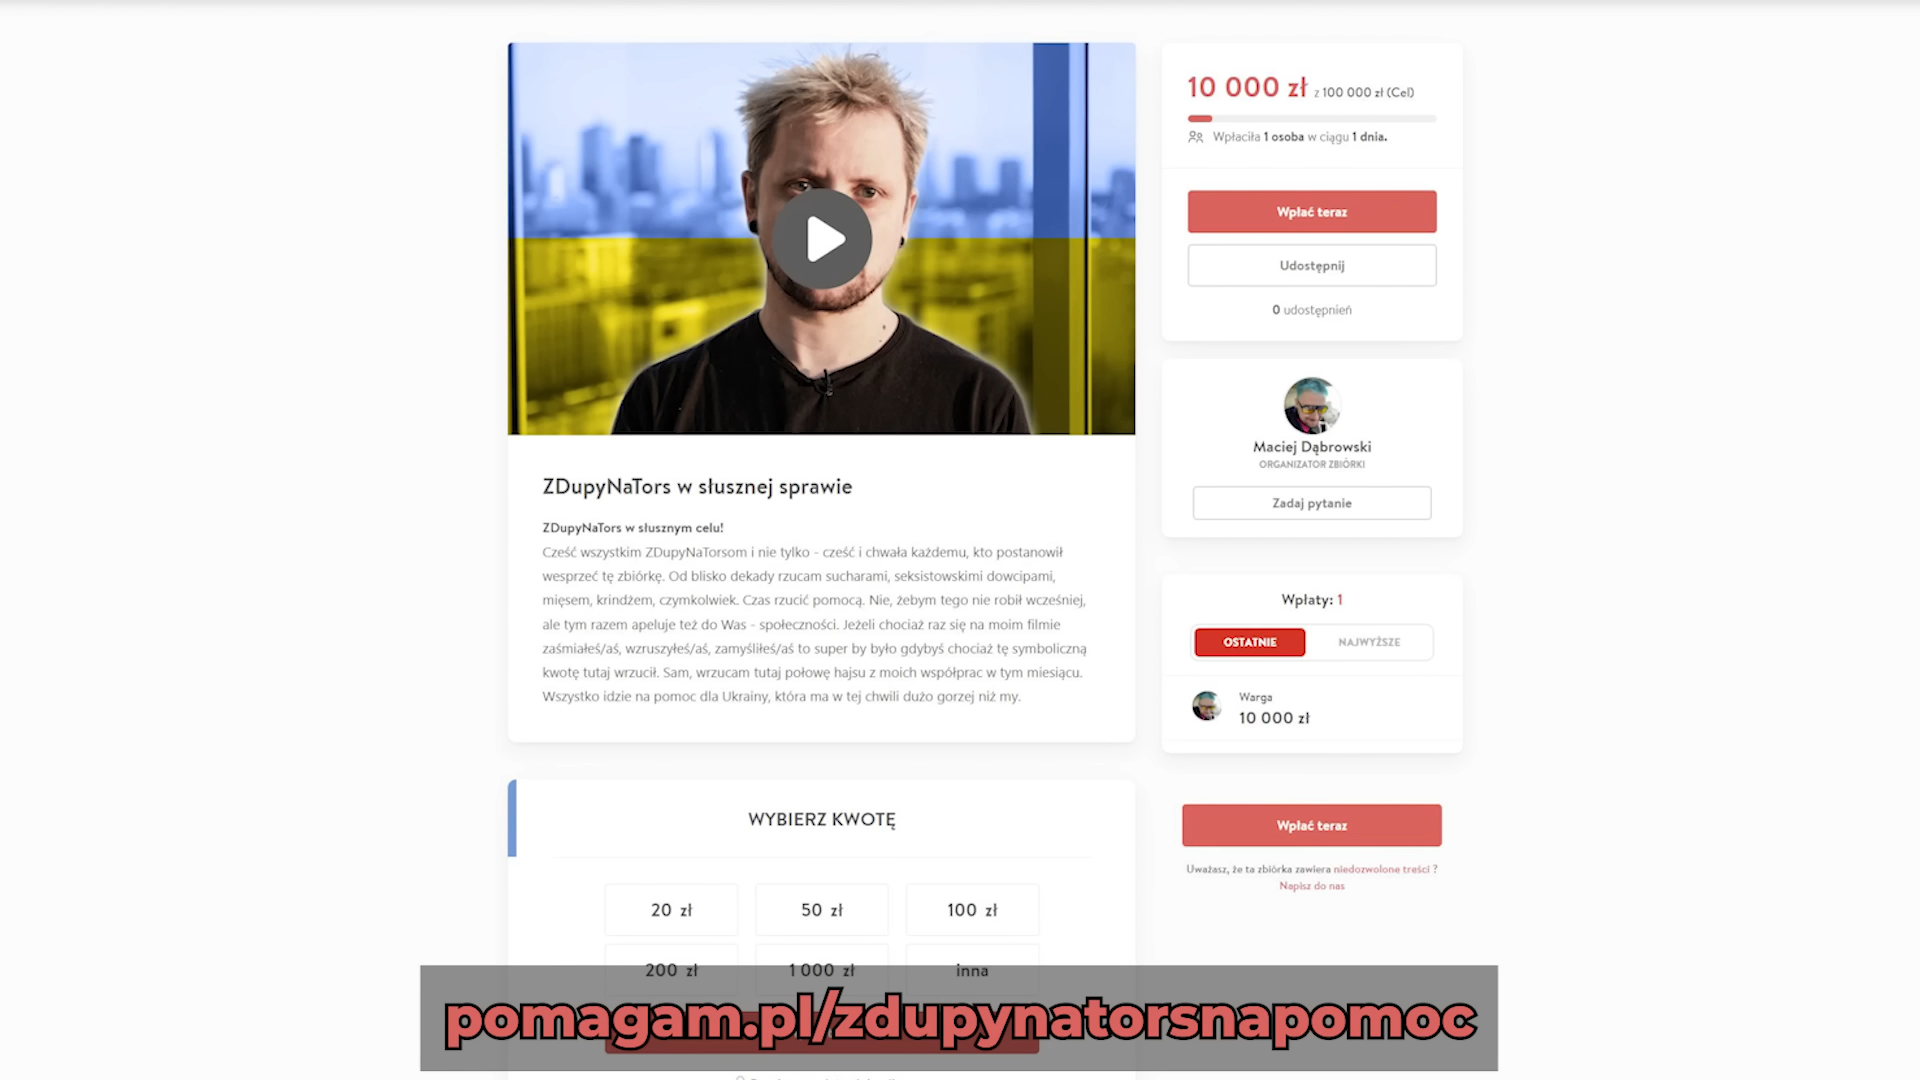 10 000 zł z 100 000 zł (Cel)
Wpłaciła 1 osoba w ciągu 1 dnia.
Wpłać teraz
Udostępnij
0 udostępnień
Maciej Dąbrowski
ORGANIZATOR ZBIÓRKI
Zadaj pytanie
ZDupyNaTors w słusznej sprawie
ZDupyNaTors w słusznym celu!
Cześć wszystkim ZDupyNaTorsom i nie tylko - cześć i chwała każdemu, kto postanowił
wesprzeć tę zbiórkę. Od blisko dekady rzucam sucharami, seksistowskimi dowcipami,
mięsem, krindżem, czymkolwiek. Czas rzucić pomocą. Nie, żebym tego nie robił wcześniej,
ale tym razem apeluje też do Was - społeczności. Jeżeli chociaż raz się na moim filmie
zaśmiałeś/aś, wzruszyłeś/aś, zamyśliłeś/aś to super by było gdybyś chociaż tę symboliczną
kwotę tutaj wrzucił. Sam, wrzucam tutaj połowę hajsu z moich współprac w tym miesiącu.
Wszystko idzie na pomoc dla Ukrainy, która ma w tej chwili dużo gorzej niż my.
Wpłaty: 1
OSTATNIE NAJWYŻSZE
Warga
10 000 zł
Wpłać teraz
Uważasz, że ta zbiórka zawiera niedozwolone treści ?
Napisz do nas
WYBIERZ KWOTĘ
20 zł 50 zł 100 zł
200 zł 1 000 zł inna
pomagam.pl/zdupynatorsnapomoc